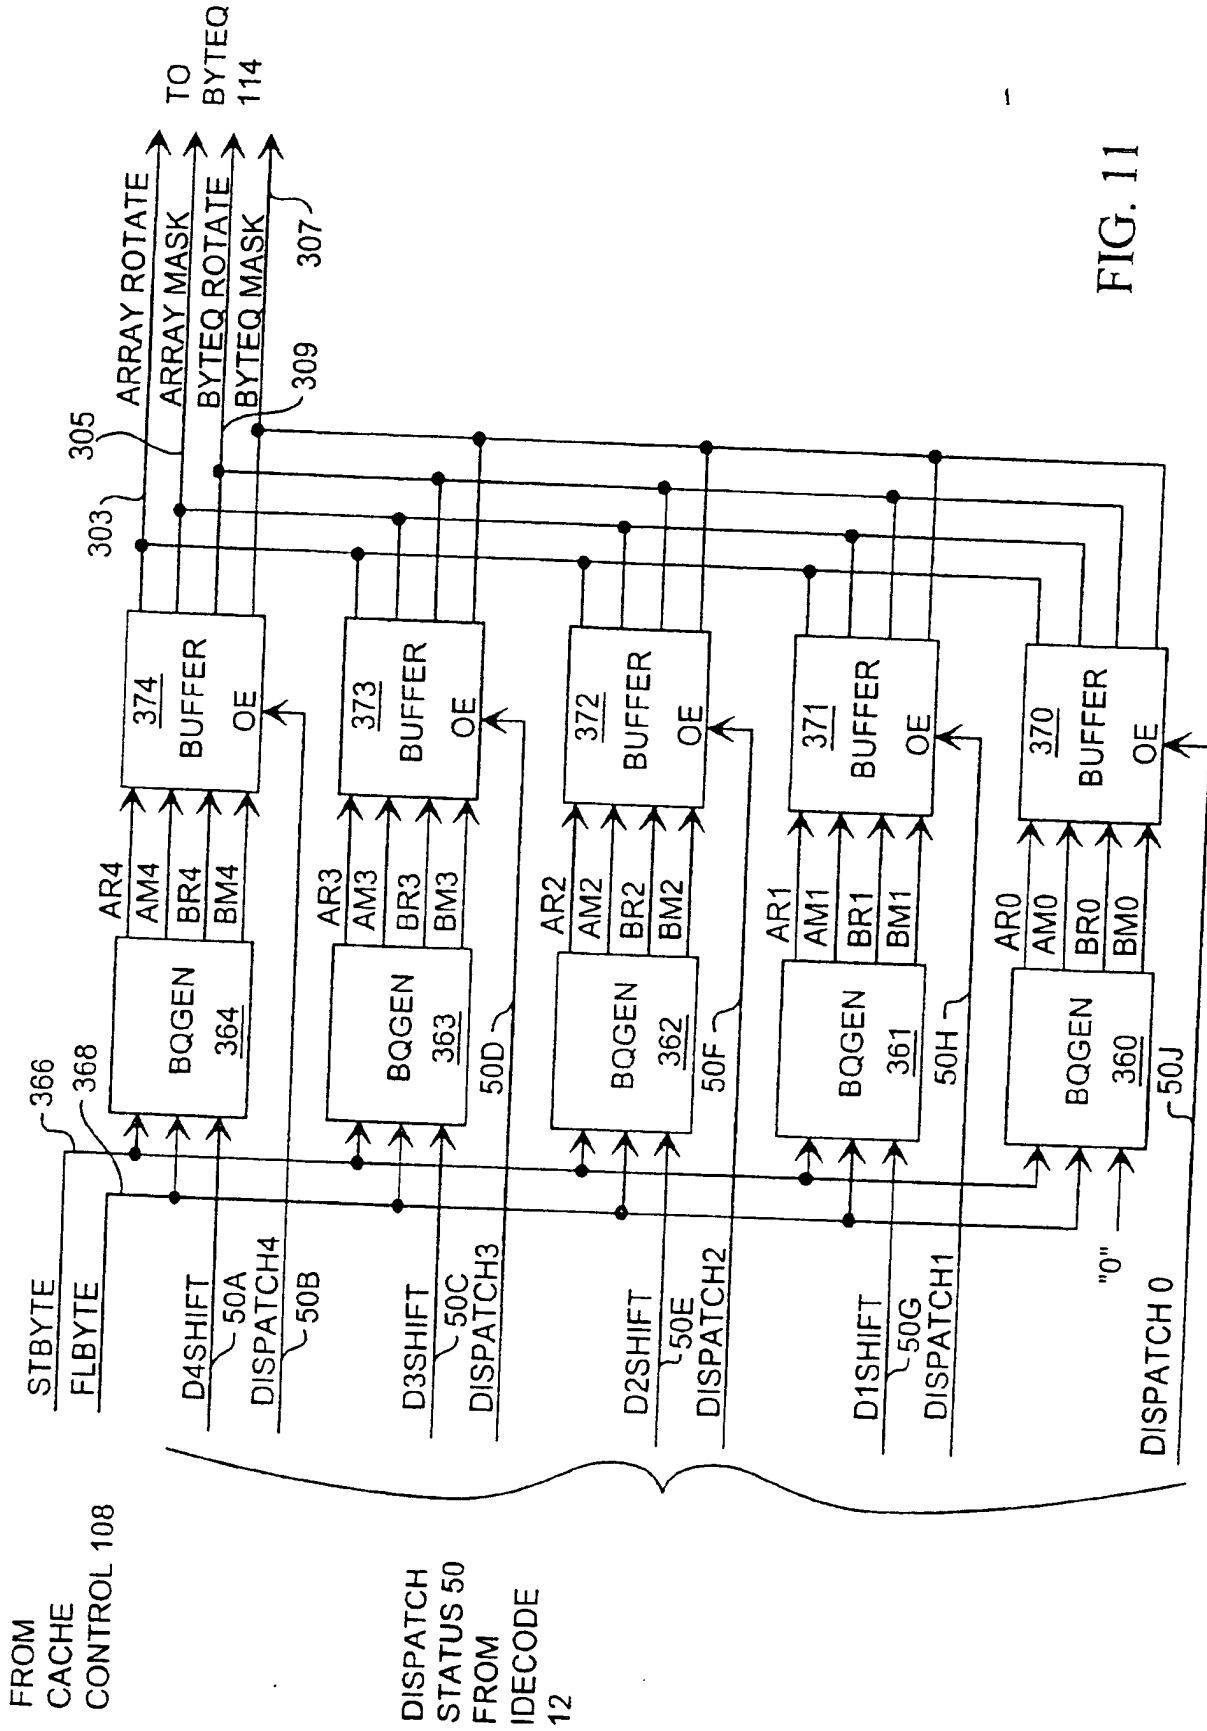 FROM
CACHE
CONTROL 108
STBYTE
FLBYTE
366
368
D4SHIFT
50A
DISPATCH4
50B
BQGEN
364
AR4
AM4
BR4
BM4
374
BUFFER
OE
303
305
ARRAY ROTATE
ARRAY MASK
BYTEQ ROTATE
BYTEQ MASK
309
307
TO
BYTEQ
114
DISPATCH
STATUS 50
FROM
IDECODE
12
D3SHIFT
50C
DISPATCH3
50D
BQGEN
363
AR3
AM3
BR3
BM3
373
BUFFER
OE
D2SHIFT
50E
DISPATCH2
50F
BQGEN
362
AR2
AM2
BR2
BM2
372
BUFFER
OE
D1SHIFT
50G
DISPATCH1
50H
BQGEN
361
AR1
AM1
BR1
BM1
371
BUFFER
OE
"0"
DISPATCH 0
50J
BQGEN
360
AR0
AM0
BR0
BM0
370
BUFFER
OE
FIG. 11